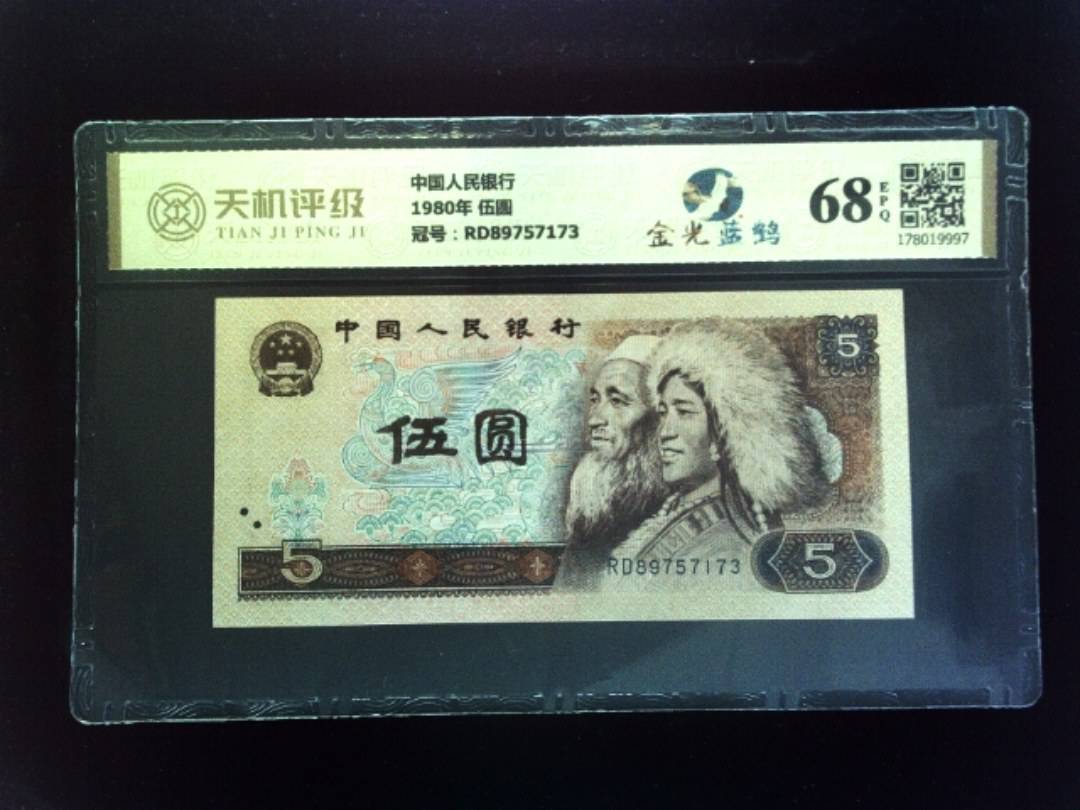 天机评级
TIAN JI PING JI
中国人民银行
1980年 伍圆
冠号：RD89757173
金光蓝鹤
68
EPQ
178019997
中国人民银行
5
伍圆
5
RD89757173
5